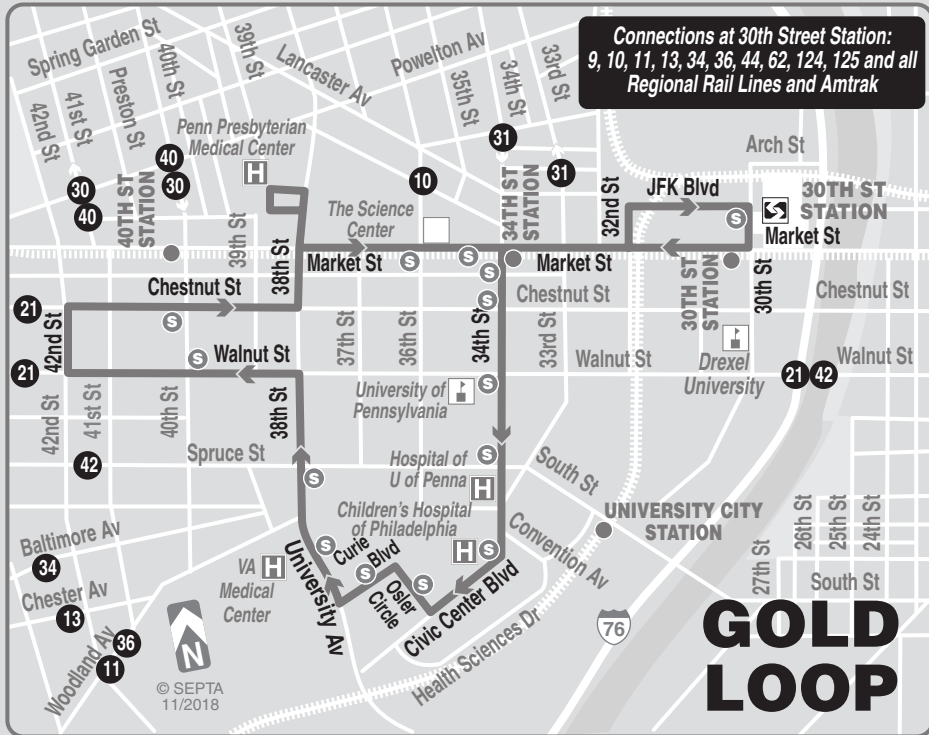 Connections at 30th Street Station:
9, 10, 11, 13, 34, 36, 44, 62, 124, 125 and all
Regional Rail Lines and Amtrak
Spring Garden St
42nd St
41st St
Preston St
40th St
39th St
Lancaster Av
Powelton Av
35th St
34th St
33rd St
Arch St
Penn Presbyterian
Medical Center
H
30
40
40
30
10
31
31
40TH ST
STATION
39th St
38th St
The Science
Center
34TH ST
STATION
32nd St
JFK Blvd
S
30TH ST
STATION
Market St
Market St
S
S
S
Market St
30TH ST
STATION
30th St
Chestnut St
21
S
42nd St
S
Chestnut St
Chestnut St
37th St
36th St
34th St
33rd St
21
S
Walnut St
Walnut St
Drexel
University
21
42
Walnut St
42nd St
41st St
40th St
38th St
University of
Pennsylvania
S
42
Spruce St
S
Hospital of
U of Penna
H
S
South St
Children's Hospital
of Philadelphia
H
S
Convention Av
UNIVERSITY CITY
STATION
27th St
26th St
25th St
24th St
South St
Baltimore Av
34
Chester Av
13
Woodland Av
36
11
N
© SEPTA
11/2018
VA
Medical
Center
H
University Av
S
Curie
Blvd
S
Osler
Circle
S
Civic Center Blvd
Health Sciences Dr
76
GOLD
LOOP